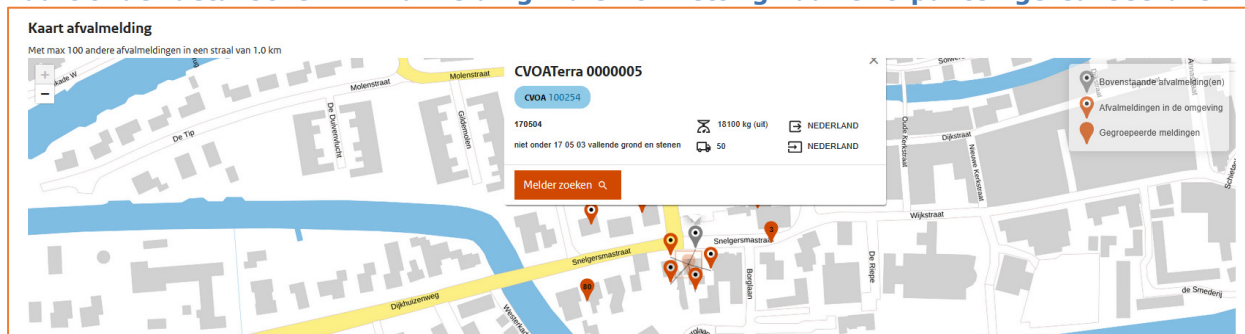 Kaart afvalmelding
Met max 100 andere afvalmeldingen in een straal van 1.0 km
+
−
Molenstraat
Molenstraat
De Tip
De Duivenvlucht
Gildemolen
CVOATerra 0000005
CVOA 100254
170504
18100 kg (uit)
NEDERLAND
niet onder 17 05 03 vallende grond en stenen
50
NEDERLAND
Melder zoeken
Bovenstaande afvalmelding(en)
Afvalmeldingen in de omgeving
Gegroepeerde meldingen
Oude Kerkstraat
Dijkstraat
Nieuwe Kerkstraat
Wijkstraat
3
Snelgersmastraat
Snelgersmastraat
Borglaan
De Riepe
de Smederij
80
Dijkhuizenweg